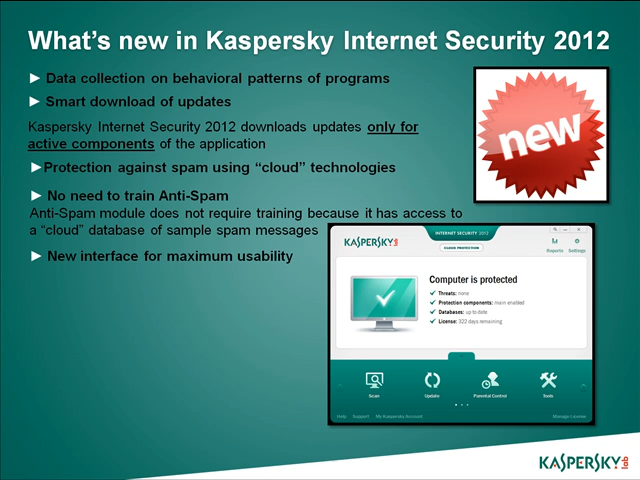 What's new in Kaspersky Internet Security 2012
► Data collection on behavioral patterns of programs
► Smart download of updates
Kaspersky Internet Security 2012 downloads updates only for
active components of the application
►Protection against spam using “cloud” technologies
► No need to train Anti-Spam
Anti-Spam module does not require training because it has access to
a “cloud” database of sample spam messages
► New interface for maximum usability
new
KASPERSKY lab
INTERNET SECURITY 2012
CLOUD PROTECTION
Reports Settings
Computer is protected
Threats: none
Protection components: main enabled
Databases: up to date
License: 322 days remaining
Scan Update Parental Control Tools
Help Support My Kaspersky Account Manage License
KASPERSKY lab